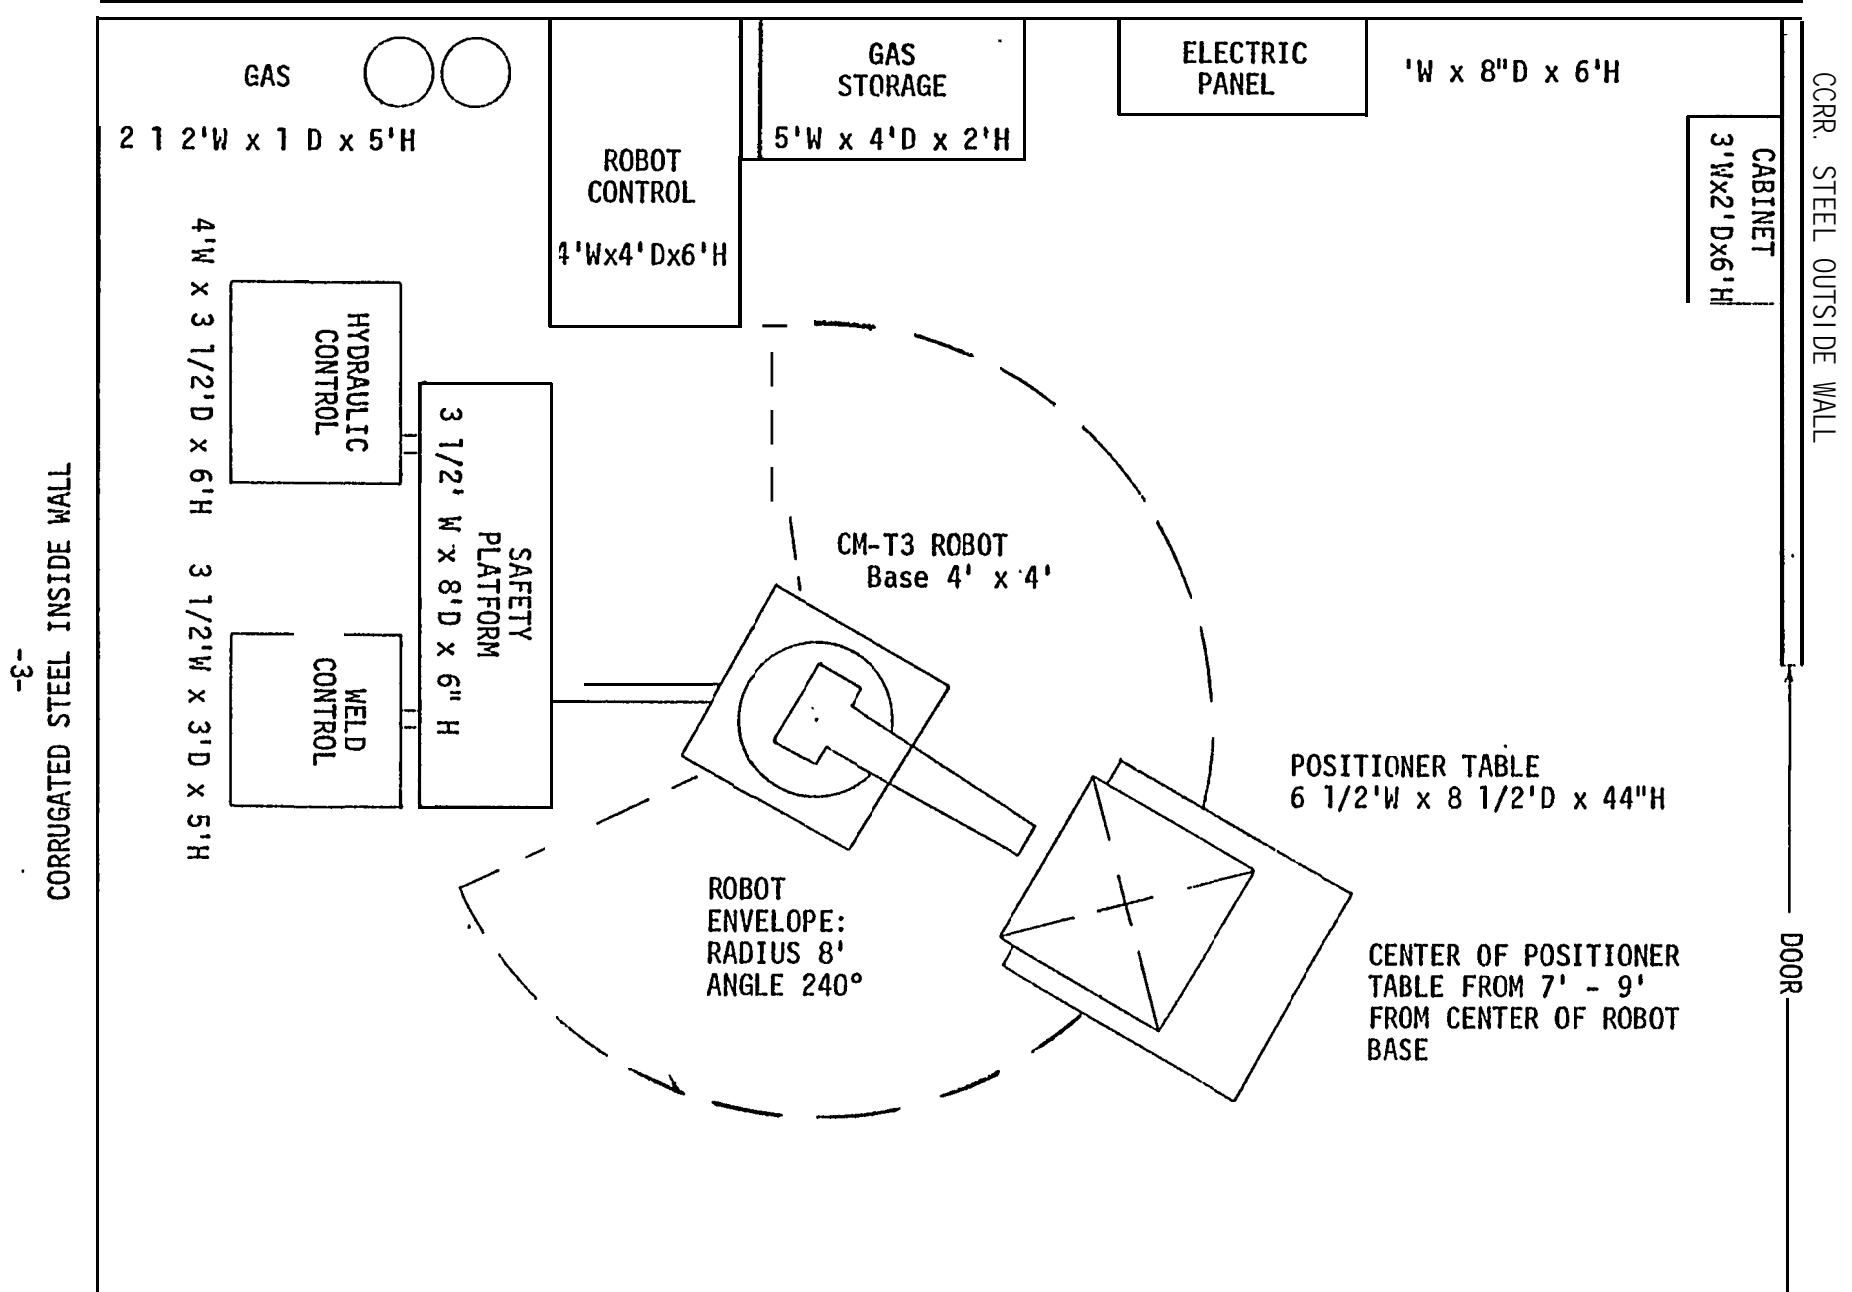 GAS
2 1 2'W x 1 D x 5'H
ROBOT
CONTROL
4'Wx4'Dx6'H
GAS
STORAGE
5'W x 4'D x 2'H
ELECTRIC
PANEL
'W x 8"D x 6'H
CABINET
3'Wx2'Dx6'H
CCRR. STEEL OUTSIDE WALL
HYDRAULIC
CONTROL
4'W x 3 1/2'D x 6'H
SAFETY
PLATFORM
3 1/2' W x 8'D x 6" H
WELD
CONTROL
3 1/2'W x 3'D x 5'H
CM-T3 ROBOT
Base 4' x 4'
POSITIONER TABLE
6 1/2'W x 8 1/2'D x 44"H
ROBOT
ENVELOPE:
RADIUS 8'
ANGLE 240°
CENTER OF POSITIONER
TABLE FROM 7' - 9'
FROM CENTER OF ROBOT
BASE
DOOR
CORRUGATED STEEL INSIDE WALL
-3-